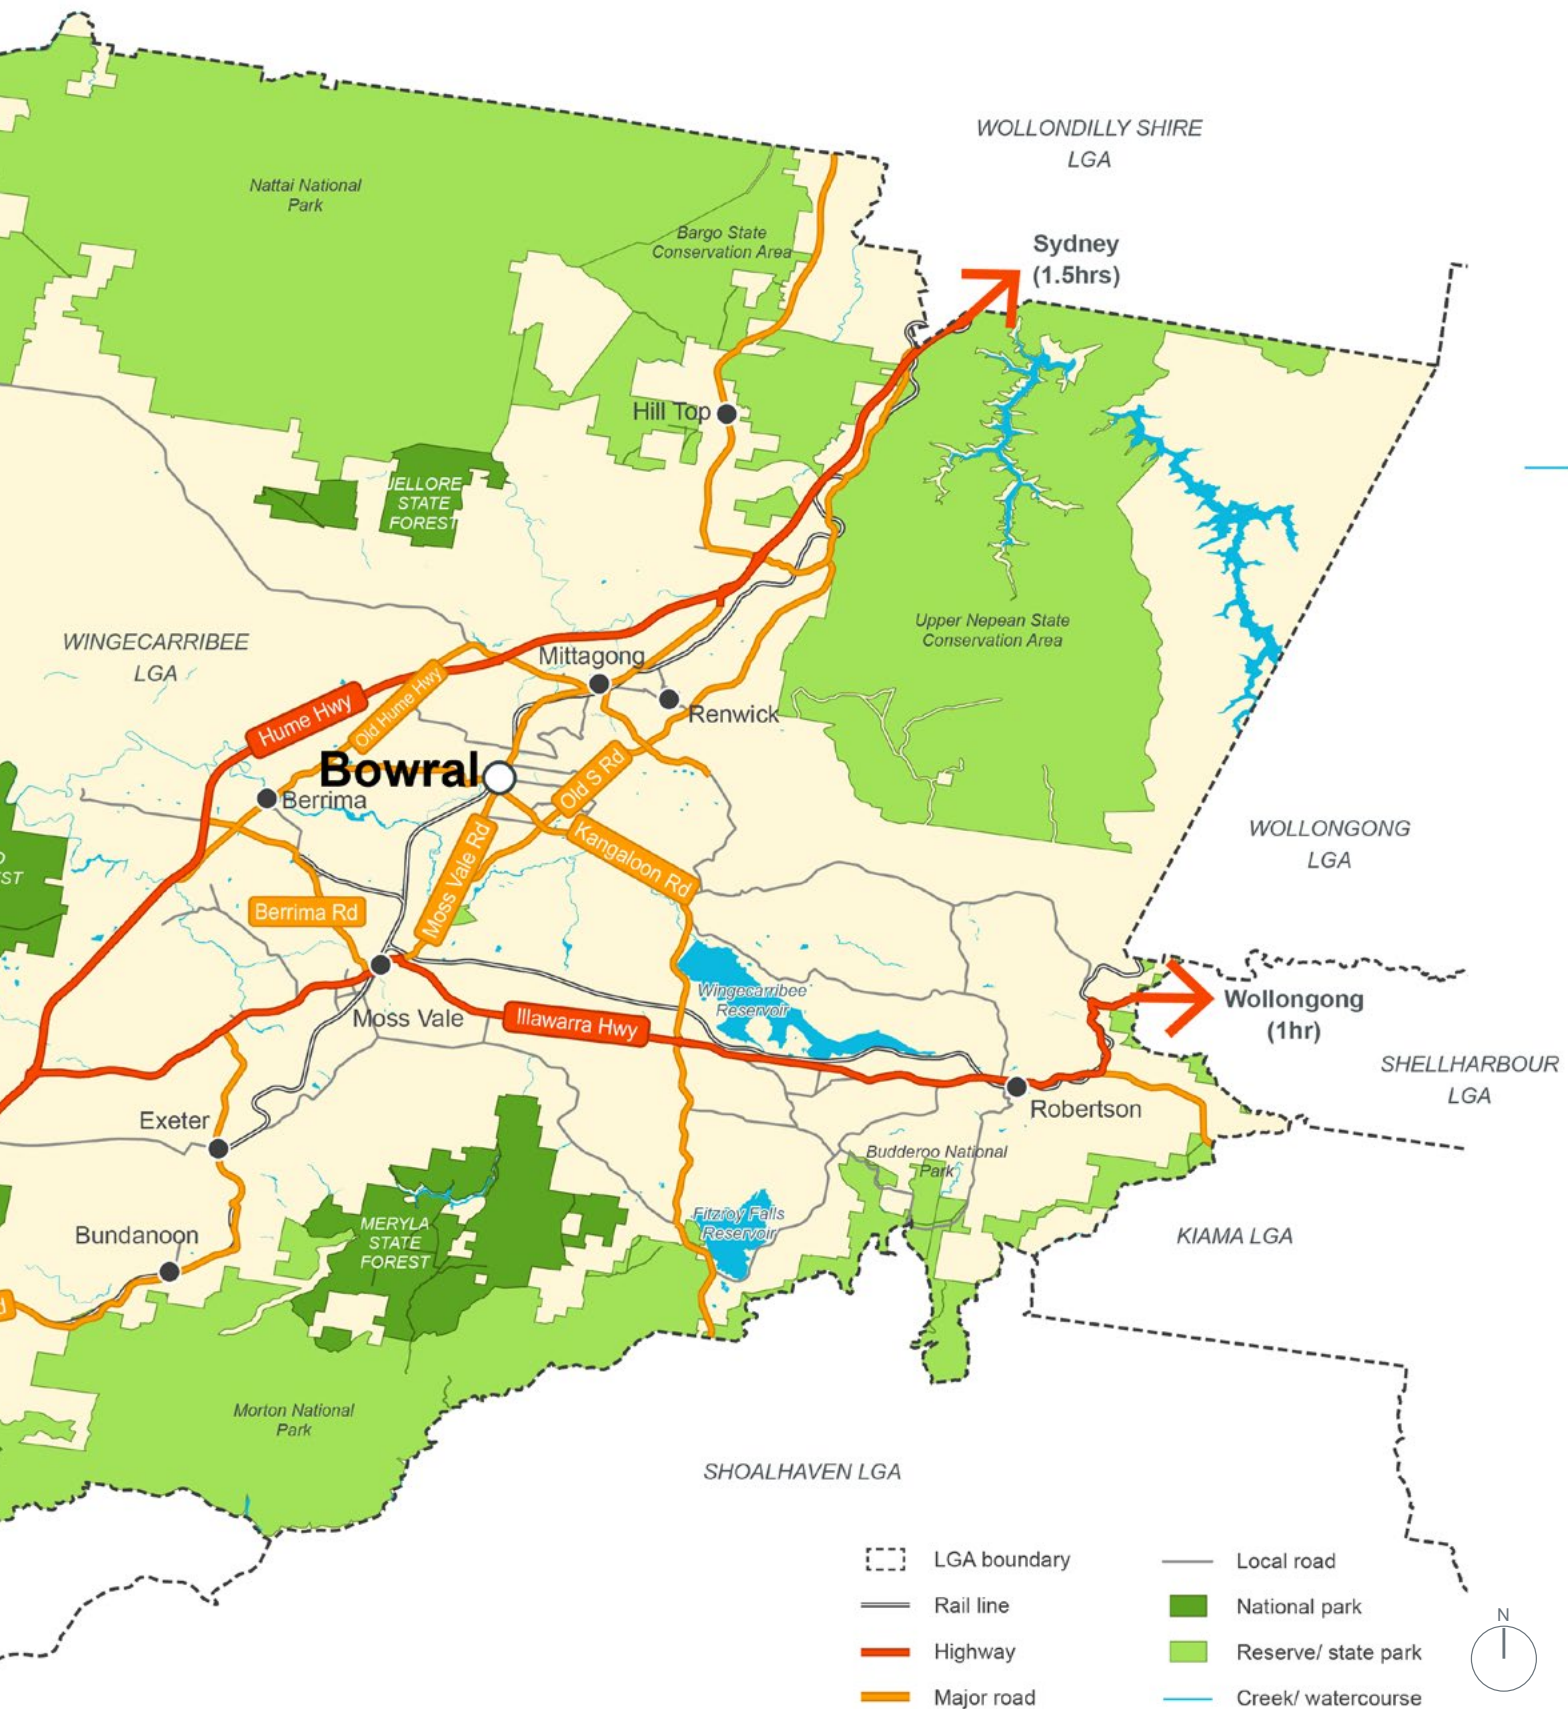 WOLLONDILLY SHIRE
LGA
Nattai National
Park
Bargo State
Conservation Area
Sydney
(1.5hrs)
Hill Top
JELLORE
STATE
FOREST
Upper Nepean State
Conservation Area
WINGECARRIBEE
LGA
Mittagong
Renwick
Hume Hwy
Old Hume Hwy
Bowral
Berrima
Old S Rd
Kangaloon Rd
Moss Vale Rd
WOLLONGONG
LGA
Berrima Rd
Wingecarribee
Reservoir
Wollongong
(1hr)
Moss Vale
Illawarra Hwy
SHELLHARBOUR
LGA
Exeter
Robertson
Budderoo National
Park
Fitzroy Falls
Reservoir
Bundanoon
MERYLA
STATE
FOREST
KIAMA LGA
Morton National
Park
SHOALHAVEN LGA
LGA boundary
Local road
Rail line
National park
N
Highway
Reserve/ state park
Major road
Creek/ watercourse